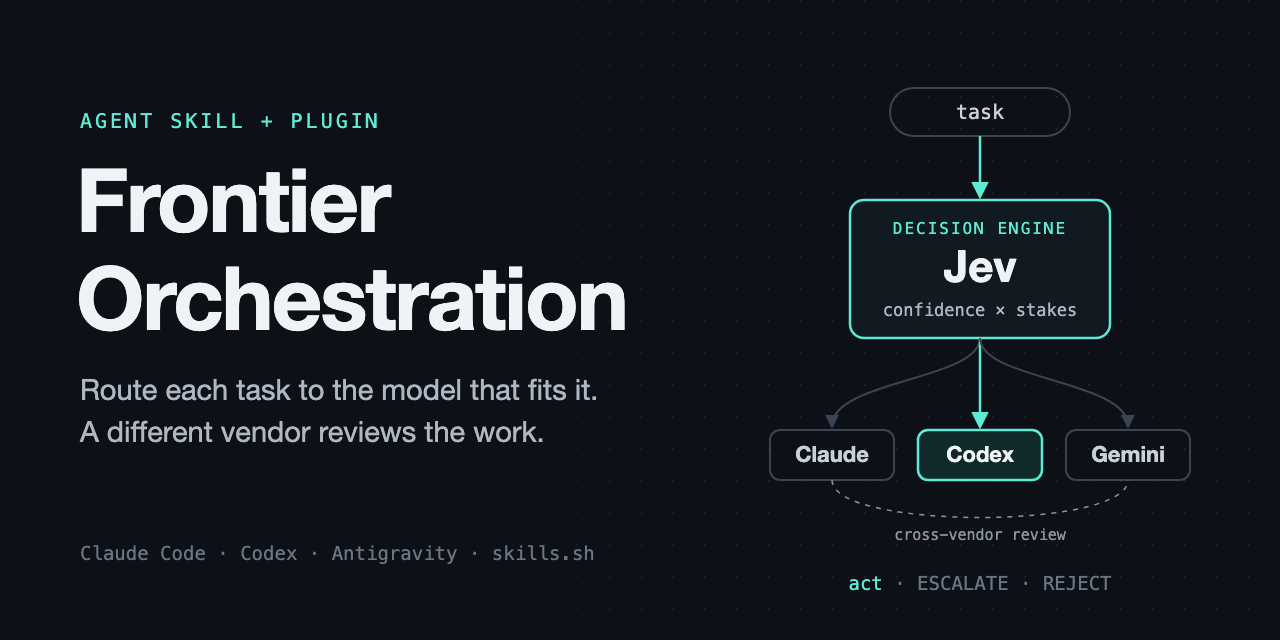 AGENT SKILL + PLUGIN
Frontier
Orchestration
Route each task to the model that fits it.
A different vendor reviews the work.
Claude Code · Codex · Antigravity · skills.sh
task
DECISION ENGINE
Jev
confidence × stakes
Claude
Codex
Gemini
cross-vendor review
act · ESCALATE · REJECT